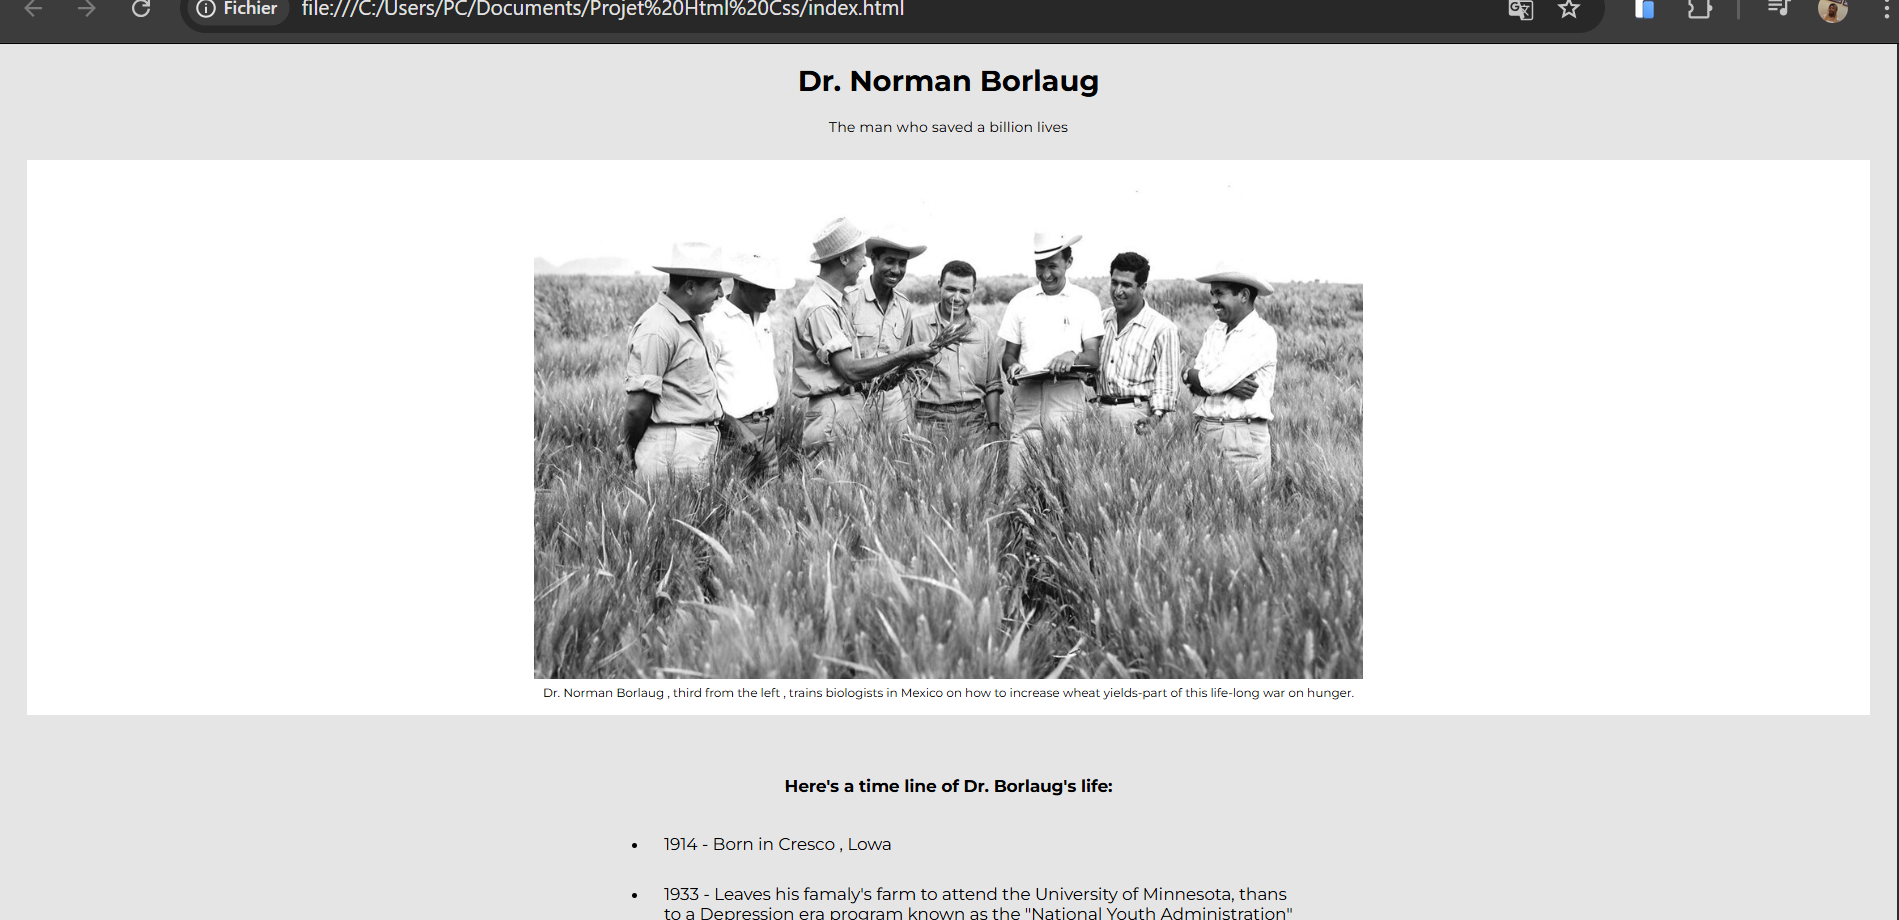 Fichier file:///C:/Users/PC/Documents/Projet%20Html%20Css/index.html
Dr. Norman Borlaug
The man who saved a billion lives
Dr. Norman Borlaug , third from the left , trains biologists in Mexico on how to increase wheat yields-part of this life-long war on hunger.
Here's a time line of Dr. Borlaug's life:
• 1914 - Born in Cresco , Lowa
• 1933 - Leaves his famaly's farm to attend the University of Minnesota, thans
to a Depression era program known as the "National Youth Administration"